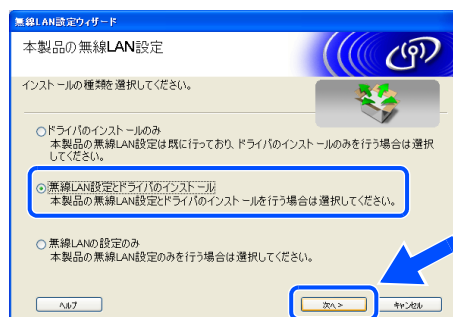 無線LAN設定ウィザード
本製品の無線LAN設定
インストールの種類を選択してください。
ドライバのインストールのみ
本製品の無線LAN設定は既に行っており、ドライバのインストールのみを行う場合は選択
してください。
無線LAN設定とドライバのインストール
本製品の無線LAN設定とドライバのインストールを行う場合は選択してください。
無線LANの設定のみ
本製品の無線LAN設定のみを行う場合は選択してください。
ヘルプ
次へ >
キャンセル